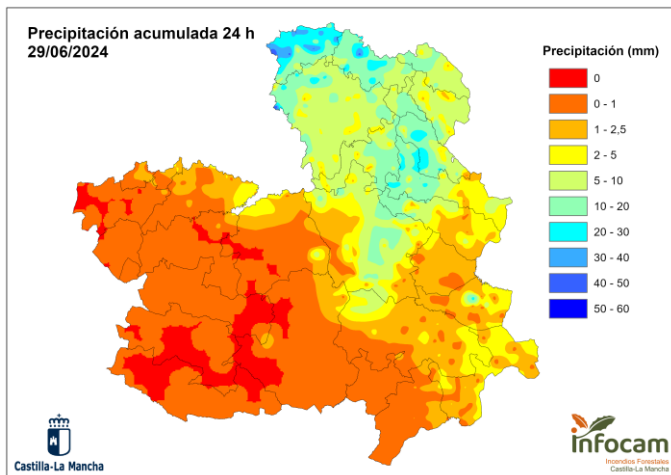 Precipitación acumulada 24 h
29/06/2024
Precipitación (mm)
0
0 - 1
1 - 2,5
2 - 5
5 - 10
10 - 20
20 - 30
30 - 40
40 - 50
50 - 60
Castilla-La Mancha
infocam
Incendios Forestales
Castilla-La Mancha